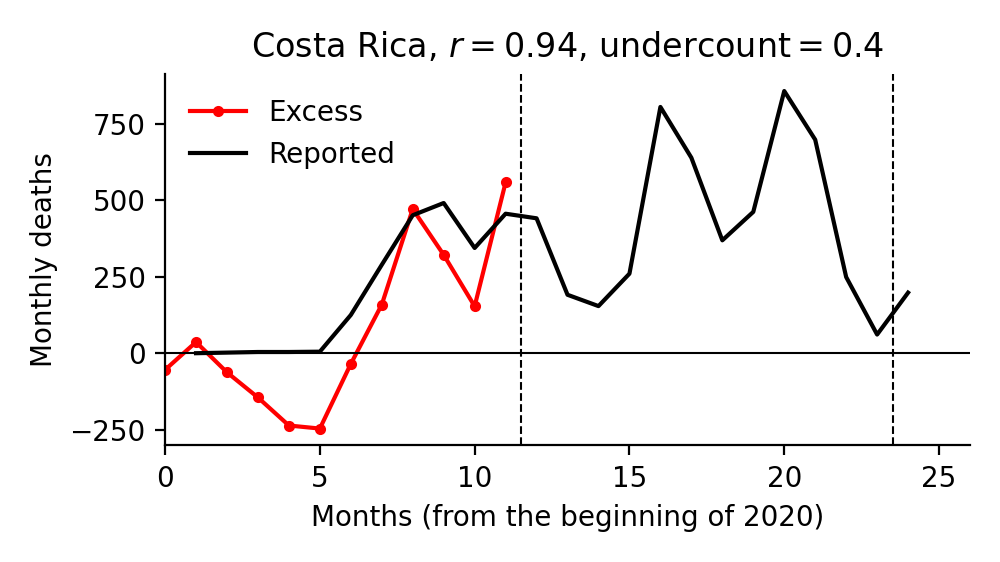 Costa Rica, r = 0.94, undercount = 0.4
Excess
Reported
Monthly deaths
750
500
250
0
−250
0 5 10 15 20 25
Months (from the beginning of 2020)